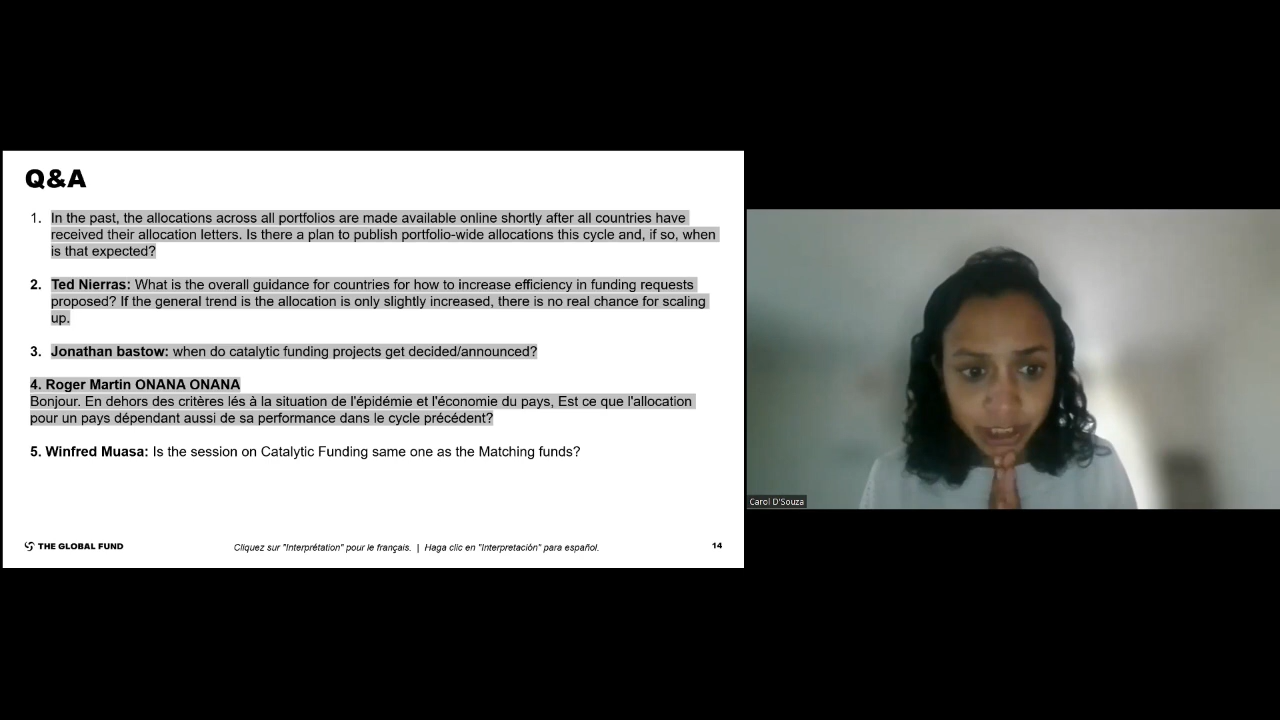 Q&A
1. In the past, the allocations across all portfolios are made available online shortly after all countries have
received their allocation letters. Is there a plan to publish portfolio-wide allocations this cycle and, if so, when
is that expected?
2. Ted Nierras: What is the overall guidance for countries for how to increase efficiency in funding requests
proposed? If the general trend is the allocation is only slightly increased, there is no real chance for scaling
up.
3. Jonathan bastow: when do catalytic funding projects get decided/announced?
4. Roger Martin ONANA ONANA
Bonjour. En dehors des critères lés à la situation de l'épidémie et l'économie du pays, Est ce que l'allocation
pour un pays dépendant aussi de sa performance dans le cycle précédent?
5. Winfred Muasa: Is the session on Catalytic Funding same one as the Matching funds?
THE GLOBAL FUND
Cliquez sur "Interprétation" pour le français. | Haga clic en "Interpretación" para español.
14
Carol D'Souza